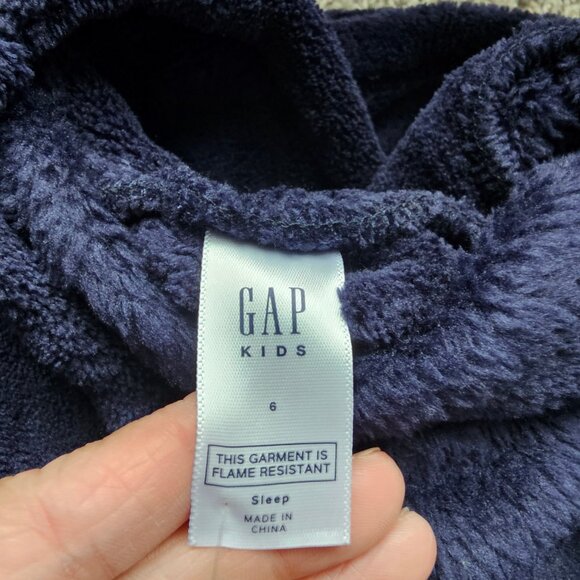 GAP
KIDS
6
THIS GARMENT IS
FLAME RESISTANT
Sleep
MADE IN
CHINA